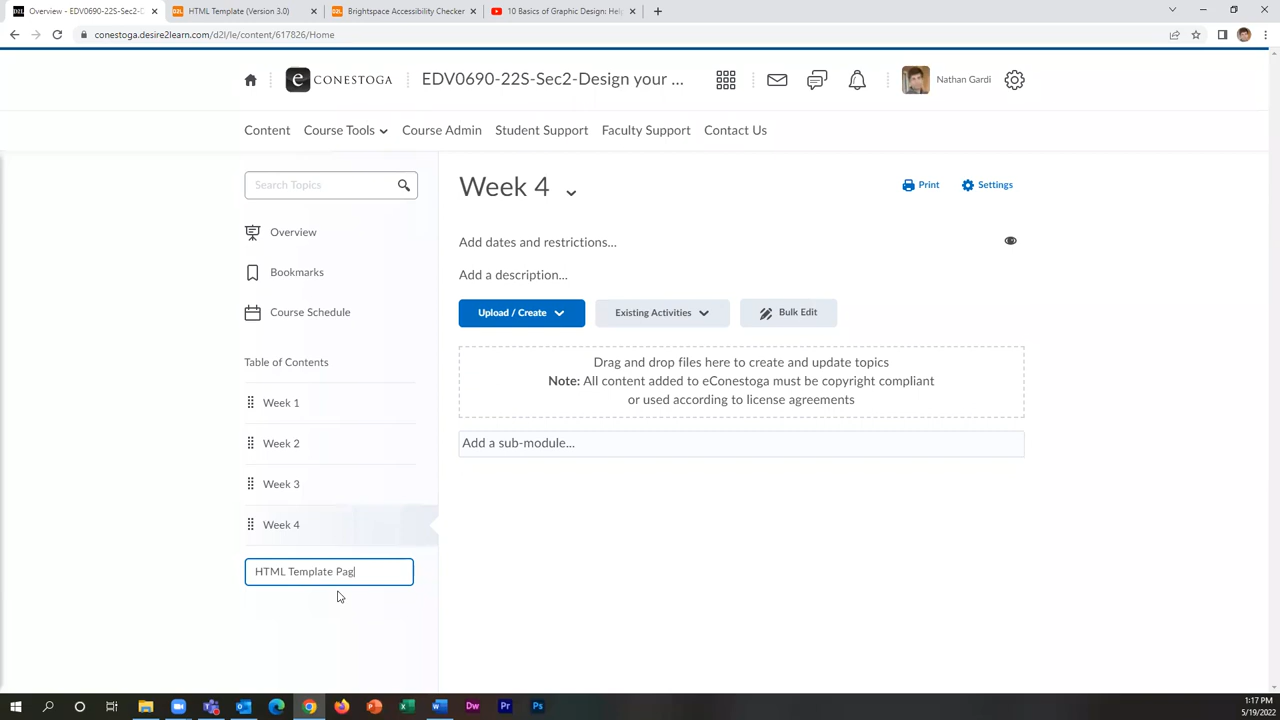 Overview - EDV0690-22S-Sec2-D
HTML Template (Version 3.0)
Brightspace Accessibility Checker
10 Basics of Graphic Design: Hel
conestoga.desire2learn.com/d2l/le/content/617826/Home
CONESTOGA
EDV0690-22S-Sec2-Design your ...
Nathan Gardi
Content
Course Tools
Course Admin
Student Support
Faculty Support
Contact Us
Search Topics
Overview
Bookmarks
Course Schedule
Table of Contents
Week 1
Week 2
Week 3
Week 4
HTML Template Pag
Week 4
Print
Settings
Add dates and restrictions...
Add a description...
Upload / Create
Existing Activities
Bulk Edit
Drag and drop files here to create and update topics
Note: All content added to eConestoga must be copyright compliant
or used according to license agreements
Add a sub-module...
1:17 PM
5/19/2022